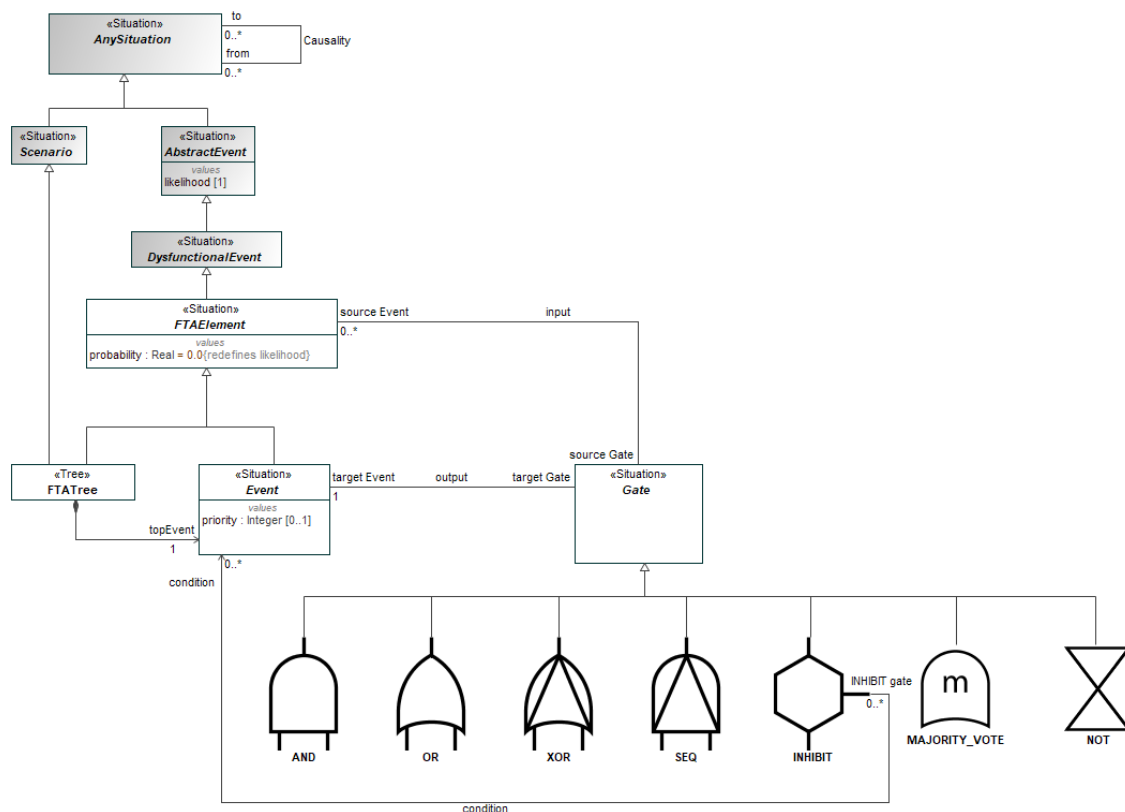 «Situation»
AnySituation
to
0..*
Causality
from
0..*
«Situation»
Scenario
«Situation»
AbstractEvent
values
likelihood [1]
«Situation»
DysfunctionalEvent
«Situation»
FTAElement
values
probability : Real = 0.0{redefines likelihood}
source Event
0..*
input
source Gate
«Tree»
FTATree
«Situation»
Event
values
priority : Integer [0..1]
target Event
1
output
target Gate
«Situation»
Gate
topEvent
1
0..*
condition
INHIBIT gate
0..*
m
AND
OR
XOR
SEQ
INHIBIT
MAJORITY_VOTE
NOT
condition